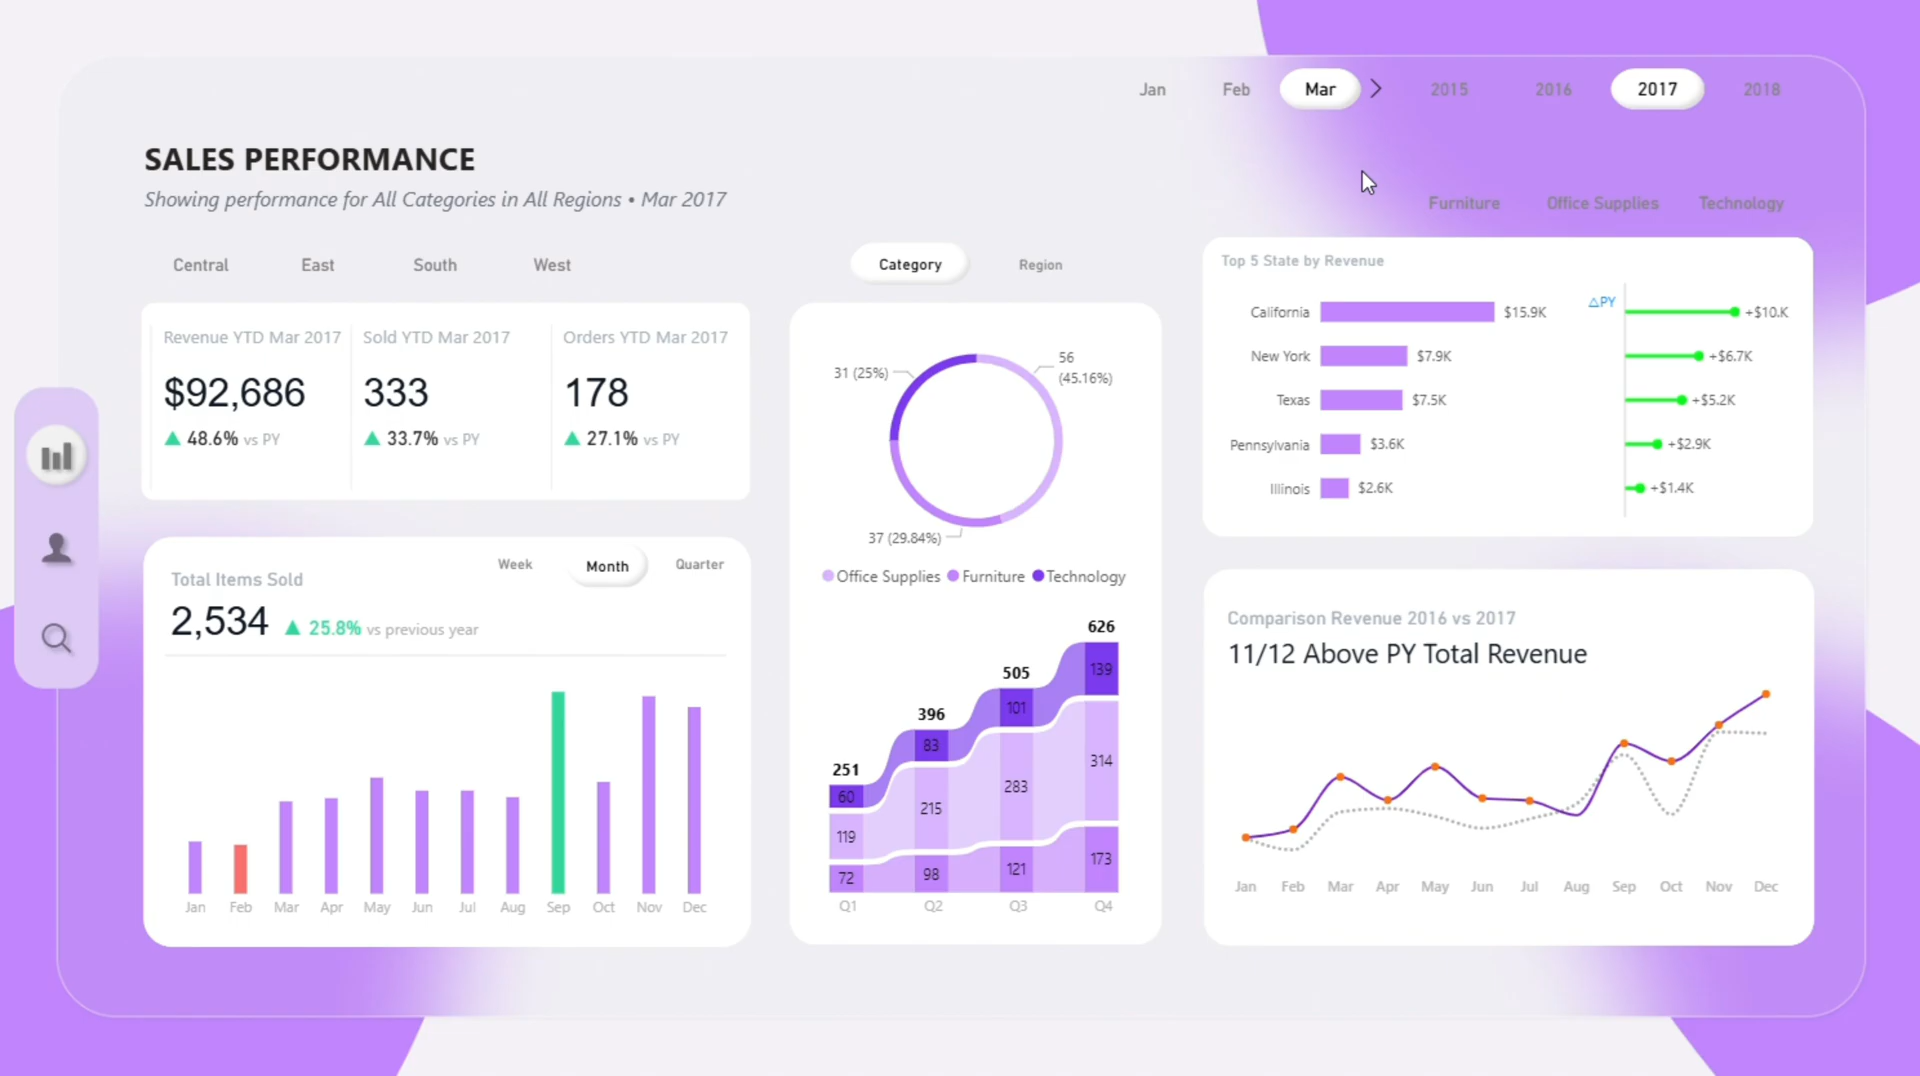 Jan Feb Mar 2015 2016 2017 2018
SALES PERFORMANCE
Showing performance for All Categories in All Regions • Mar 2017
Furniture Office Supplies Technology
Central East South West
Revenue YTD Mar 2017
$92,686
48.6% vs PY
Sold YTD Mar 2017
333
33.7% vs PY
Orders YTD Mar 2017
178
27.1% vs PY
Total Items Sold
Week Month Quarter
2,534 25.8% vs previous year
Jan Feb Mar Apr May Jun Jul Aug Sep Oct Nov Dec
Category Region
31 (25%)
56
(45.16%)
37 (29.84%)
Office Supplies Furniture Technology
251
60
119
72
396
83
215
98
505
101
283
121
626
139
314
173
Q1 Q2 Q3 Q4
Top 5 State by Revenue
△PY
California $15.9K +$10.K
New York $7.9K +$6.7K
Texas $7.5K +$5.2K
Pennsylvania $3.6K +$2.9K
Illinois $2.6K +$1.4K
Comparison Revenue 2016 vs 2017
11/12 Above PY Total Revenue
Jan Feb Mar Apr May Jun Jul Aug Sep Oct Nov Dec